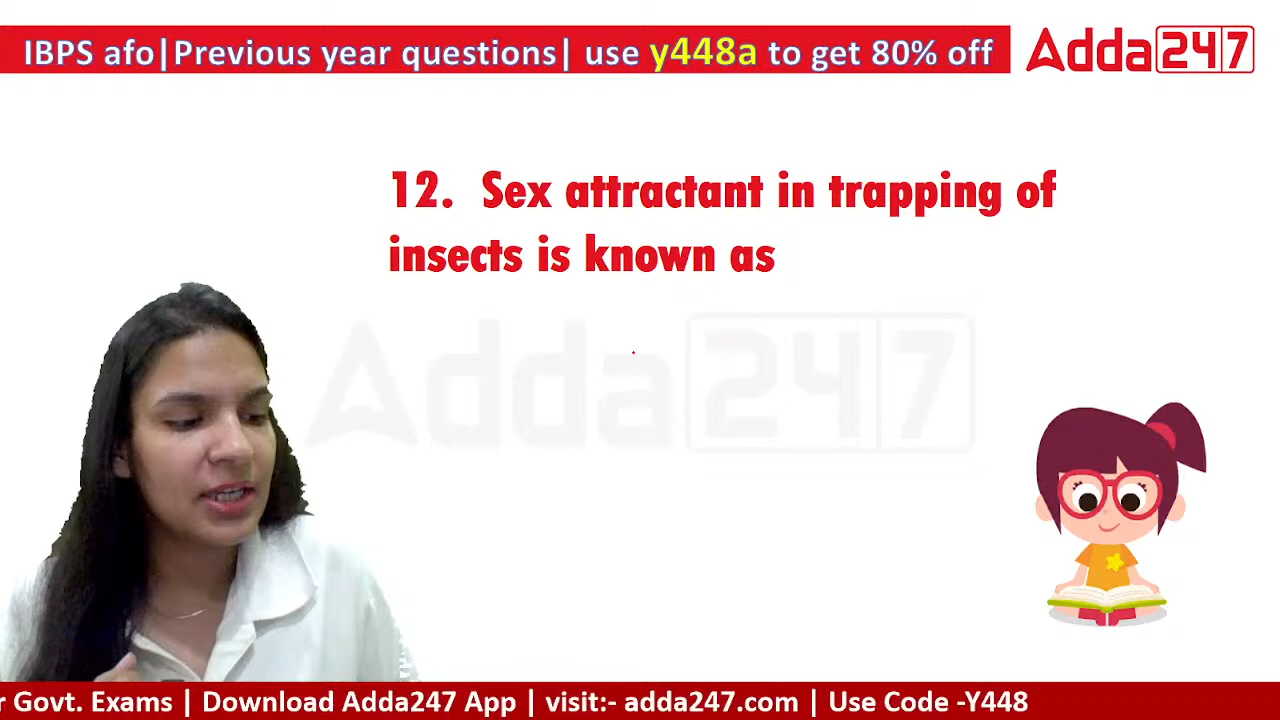 IBPS afo|Previous year questions| use y448a to get 80% off
Adda247
12. Sex attractant in trapping of
insects is known as
Adda247
r Govt. Exams | Download Adda247 App | visit:- adda247.com | Use Code -Y448